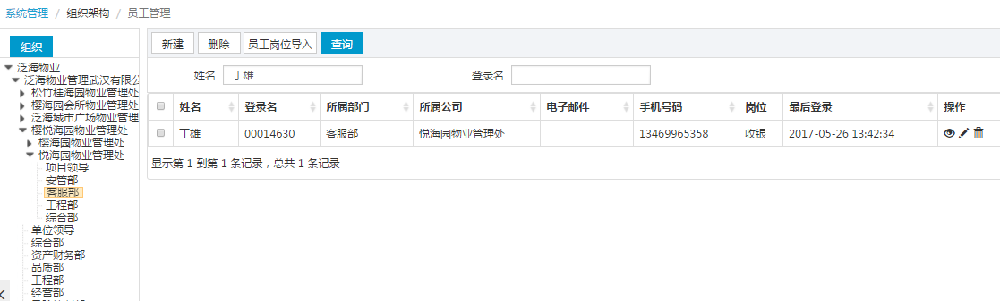 系统管理 / 组织架构 / 员工管理
组织
泛海物业
泛海物业管理武汉有限公
松竹桂海园物业管理处
樱海园会所物业管理处
泛海城市广场物业管理
樱悦海园物业管理处
樱海园物业管理处
悦海园物业管理处
项目领导
安管部
客服部
工程部
综合部
单位领导
综合部
资产财务部
品质部
工程部
经营部
新建 删除 员工岗位导入 查询
姓名 丁雄 登录名
姓名 登录名 所属部门 所属公司 电子邮件 手机号码 岗位 最后登录 操作
丁雄 00014630 客服部 悦海园物业管理处 13469965358 收银 2017-05-26 13:42:34
显示第 1 到第 1 条记录，总共 1 条记录